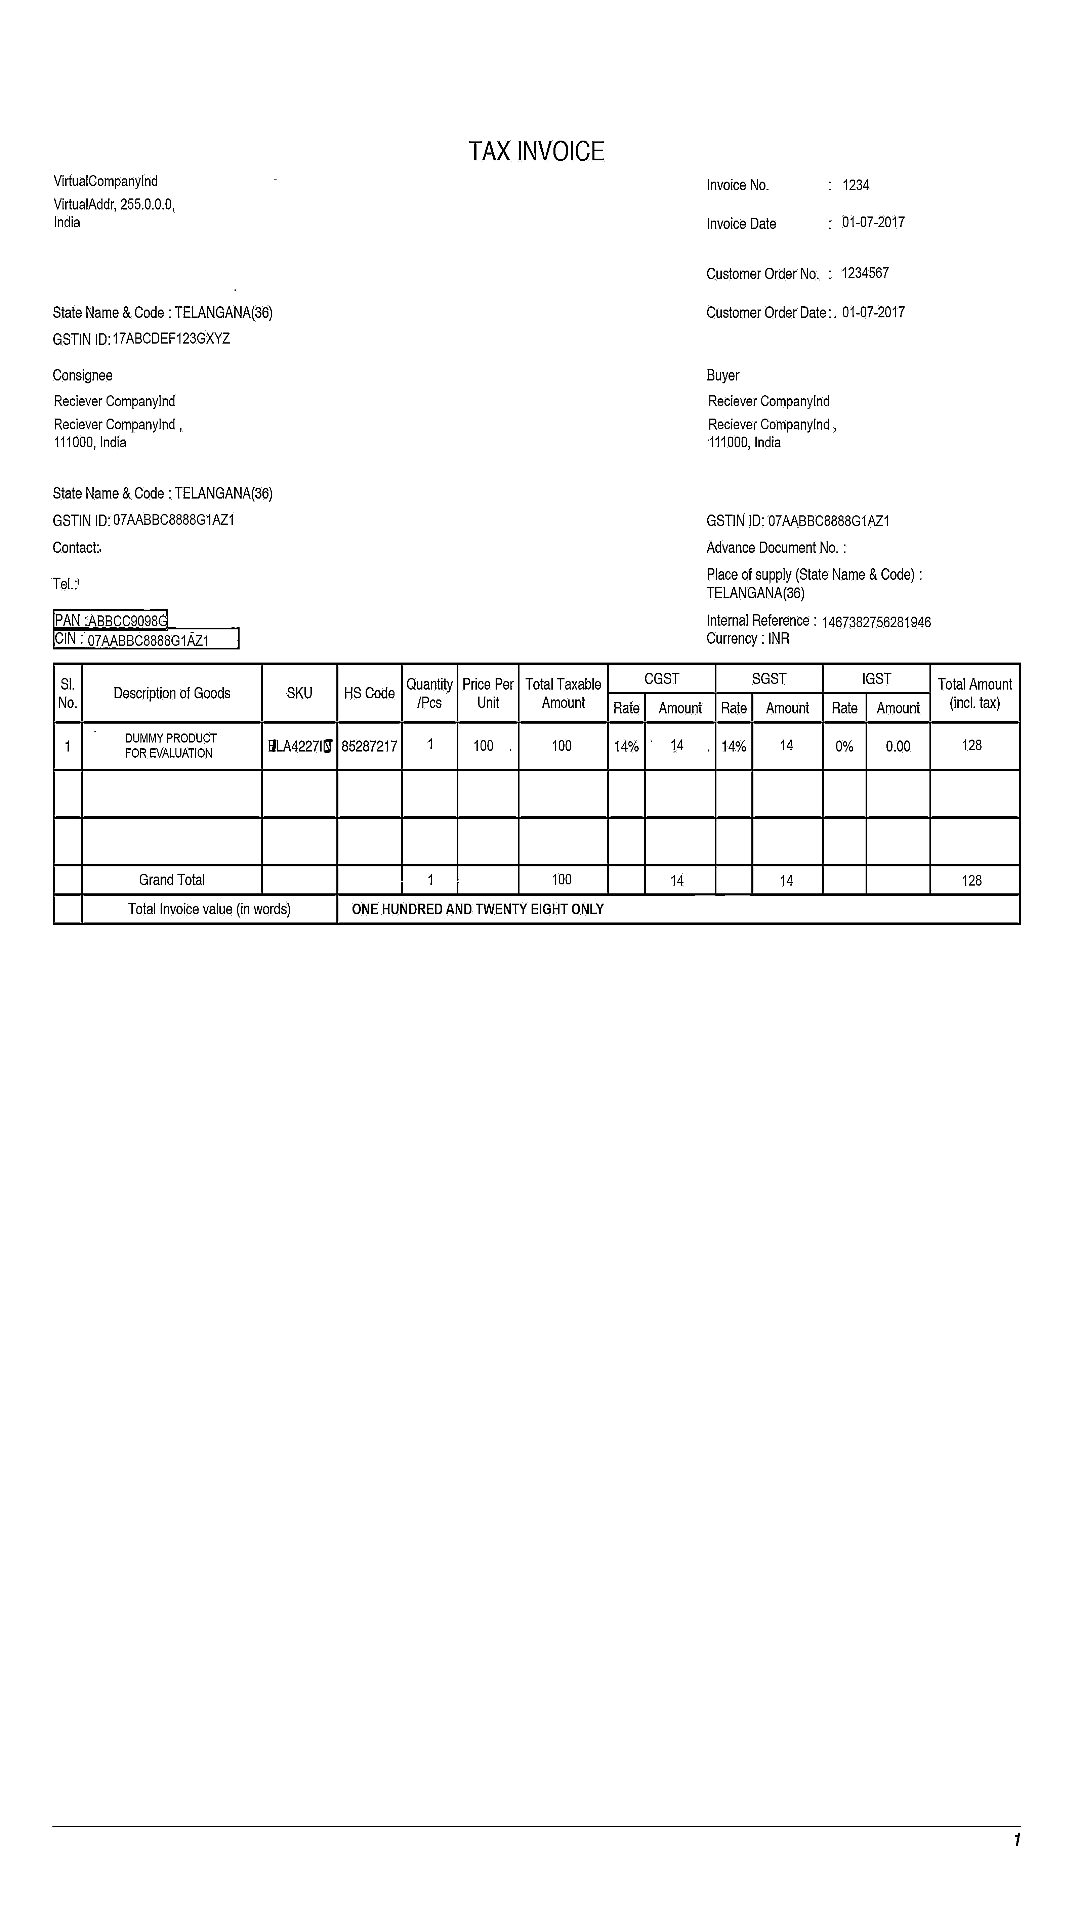 TAX INVOICE
VirtualCompanyInd
VirtualAddr, 255.0.0.0,
India
Invoice No. : 1234
Invoice Date : 01-07-2017
Customer Order No. : 1234567
Customer Order Date : 01-07-2017
State Name & Code : TELANGANA(36)
GSTIN ID: 17ABCDEF123GXYZ
Consignee
Reciever CompanyInd
Reciever CompanyInd ,
111000, India
State Name & Code : TELANGANA(36)
GSTIN ID: 07AABBC8888G1AZ1
Contact:
Tel.:
PAN :ABBCC9098G
CIN : 07AABBC8888G1AZ1
Buyer
Reciever CompanyInd
Reciever CompanyInd ,
111000, India
GSTIN ID: 07AABBC8888G1AZ1
Advance Document No. :
Place of supply (State Name & Code) :
TELANGANA(36)
Internal Reference : 1467382756281946
Currency : INR
Sl. No. Description of Goods SKU HS Code Quantity /Pcs Price Per Unit Total Taxable Amount CGST SGST IGST Total Amount (incl. tax)
Rate Amount Rate Amount Rate Amount
1 DUMMY PRODUCT FOR EVALUATION 85287217 1 100 100 14% 14 14% 14 0% 0.00 128
Grand Total 1 100 14 14 128
Total Invoice value (in words) ONE HUNDRED AND TWENTY EIGHT ONLY
1